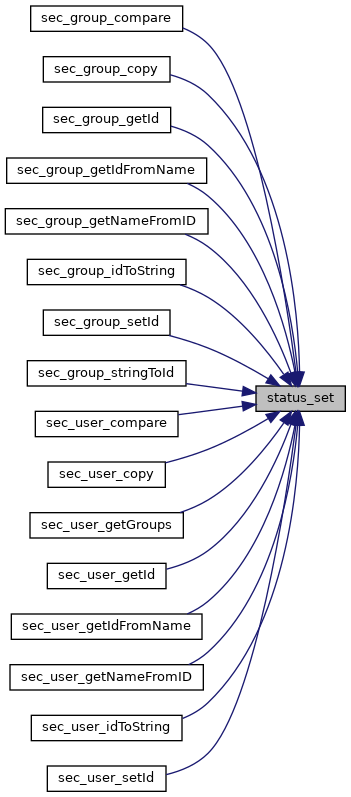 sec_group_compare
sec_group_copy
sec_group_getId
sec_group_getIdFromName
sec_group_getNameFromID
sec_group_idToString
sec_group_setId
sec_group_stringToId
status_set
sec_user_compare
sec_user_copy
sec_user_getGroups
sec_user_getId
sec_user_getIdFromName
sec_user_getNameFromID
sec_user_idToString
sec_user_setId